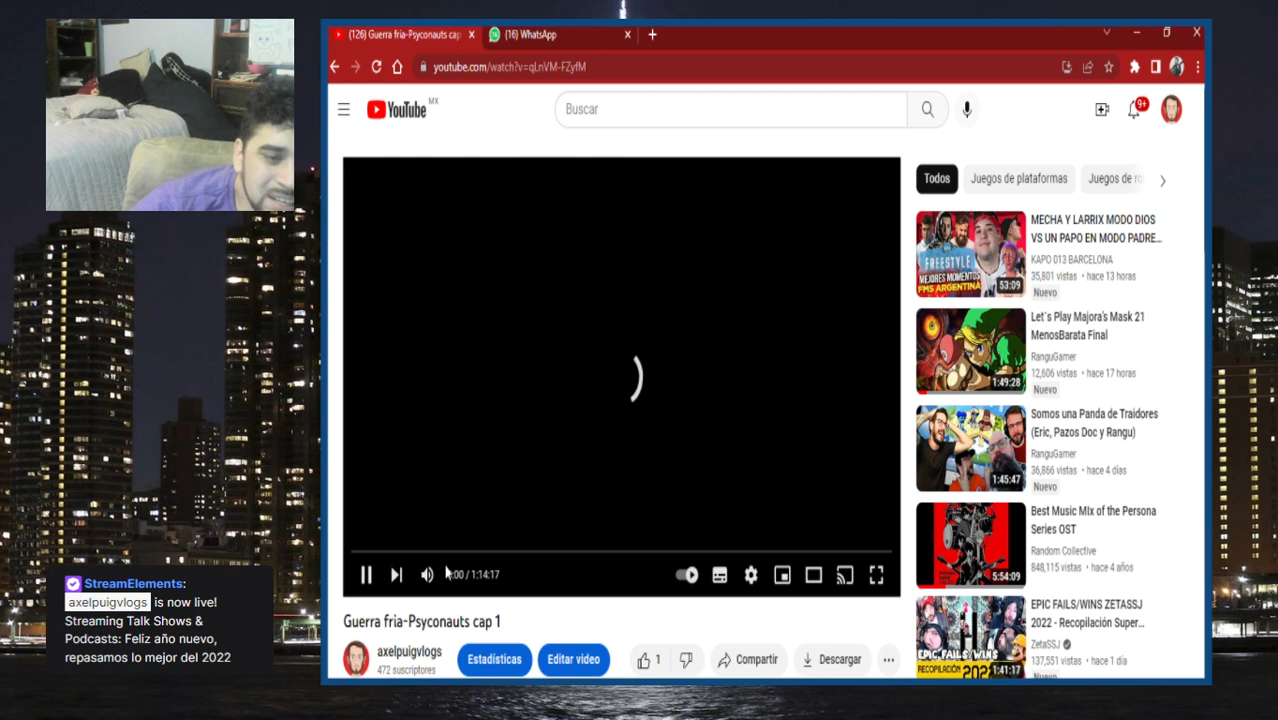 (126) Guerra fria-Psyconauts cap
(16) WhatsApp
youtube.com/watch?v=qLnVM-FZyfM
YouTube MX
Buscar
9+
Todos
Juegos de plataformas
Juegos de ro
MECHA Y LARRIX MODO DIOS
VS UN PAPO EN MODO PADRE...
KAPO 013 BARCELONA
35,801 vistas • hace 13 horas
Nuevo
FREESTYLE
MEJORES MOMENTOS
FMS ARGENTINA
53:09
Let´s Play Majora's Mask 21
MenosBarata Final
RanguGamer
12,606 vistas • hace 17 horas
Nuevo
1:49:28
Somos una Panda de Traidores
(Eric, Pazos Doc y Rangu)
RanguGamer
36,866 vistas • hace 4 días
Nuevo
1:45:47
Best Music MIx of the Persona
Series OST
Random Collective
848,115 vistas • hace 4 años
5:54:09
EPIC FAILS/WINS ZETASSJ
2022 - Recopilación Super...
ZetaSSJ
137,551 vistas • hace 1 día
Nuevo
EPIC FAILS/WINS
RECOPILACIÓN 2022
1:41:17
:00 / 1:14:17
Guerra fria-Psyconauts cap 1
axelpuigvlogs
472 suscriptores
Estadísticas
Editar video
1
Compartir
Descargar
StreamElements:
axelpuigvlogs is now live!
Streaming Talk Shows &
Podcasts: Feliz año nuevo,
repasamos lo mejor del 2022